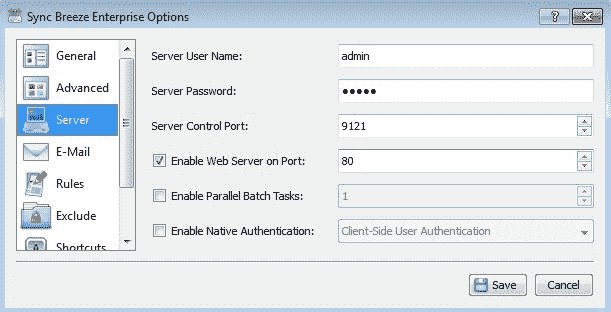 Sync Breeze Enterprise Options
General
Advanced
Server
E-Mail
Rules
Exclude
Shortcuts
Server User Name: admin
Server Password: •••••
Server Control Port: 9121
Enable Web Server on Port: 80
Enable Parallel Batch Tasks: 1
Enable Native Authentication: Client-Side User Authentication
Save Cancel